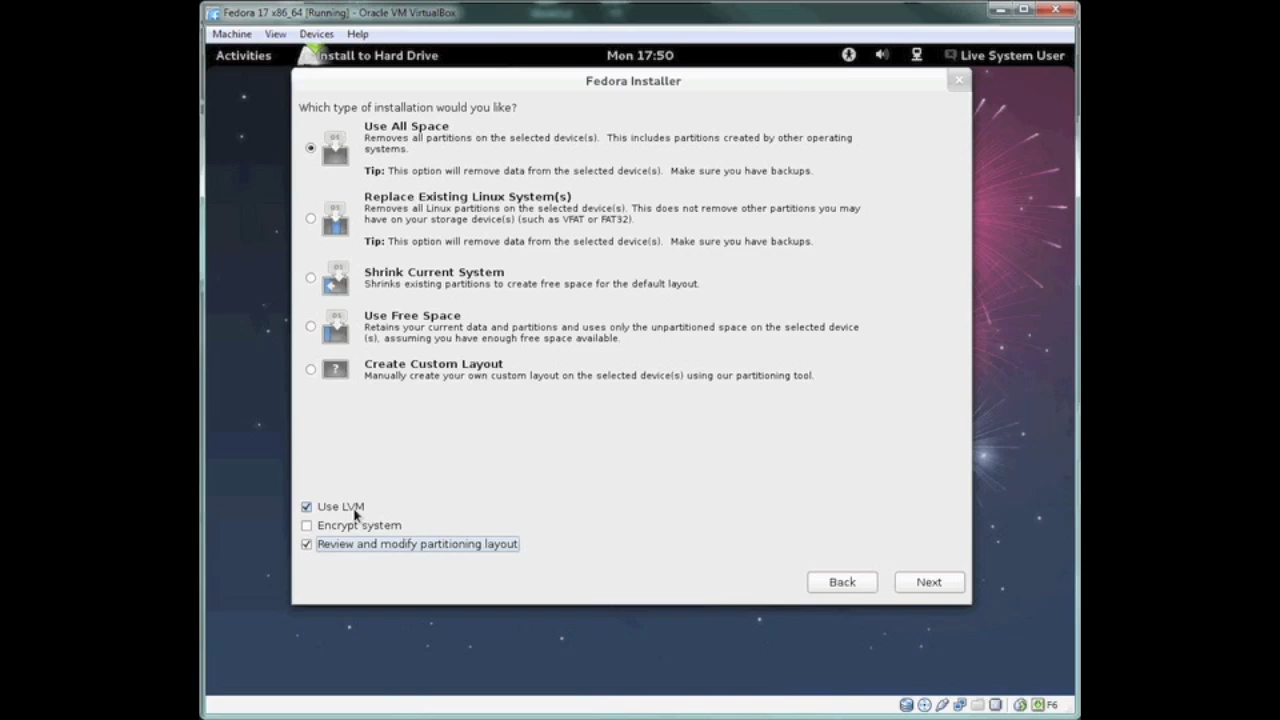 Fedora 17 x86_64 [Running] - Oracle VM VirtualBox
Machine View Devices Help
Activities Install to Hard Drive Mon 17:50 Live System User
Fedora Installer
Which type of installation would you like?
Use All Space
Removes all partitions on the selected device(s). This includes partitions created by other operating
systems.
Tip: This option will remove data from the selected device(s). Make sure you have backups.
Replace Existing Linux System(s)
Removes all Linux partitions on the selected device(s). This does not remove other partitions you may
have on your storage device(s) (such as VFAT or FAT32).
Tip: This option will remove data from the selected device(s). Make sure you have backups.
Shrink Current System
Shrinks existing partitions to create free space for the default layout.
Use Free Space
Retains your current data and partitions and uses only the unpartitioned space on the selected device
(s), assuming you have enough free space available.
Create Custom Layout
Manually create your own custom layout on the selected device(s) using our partitioning tool.
Use LVM
Encrypt system
Review and modify partitioning layout
Back Next
F6